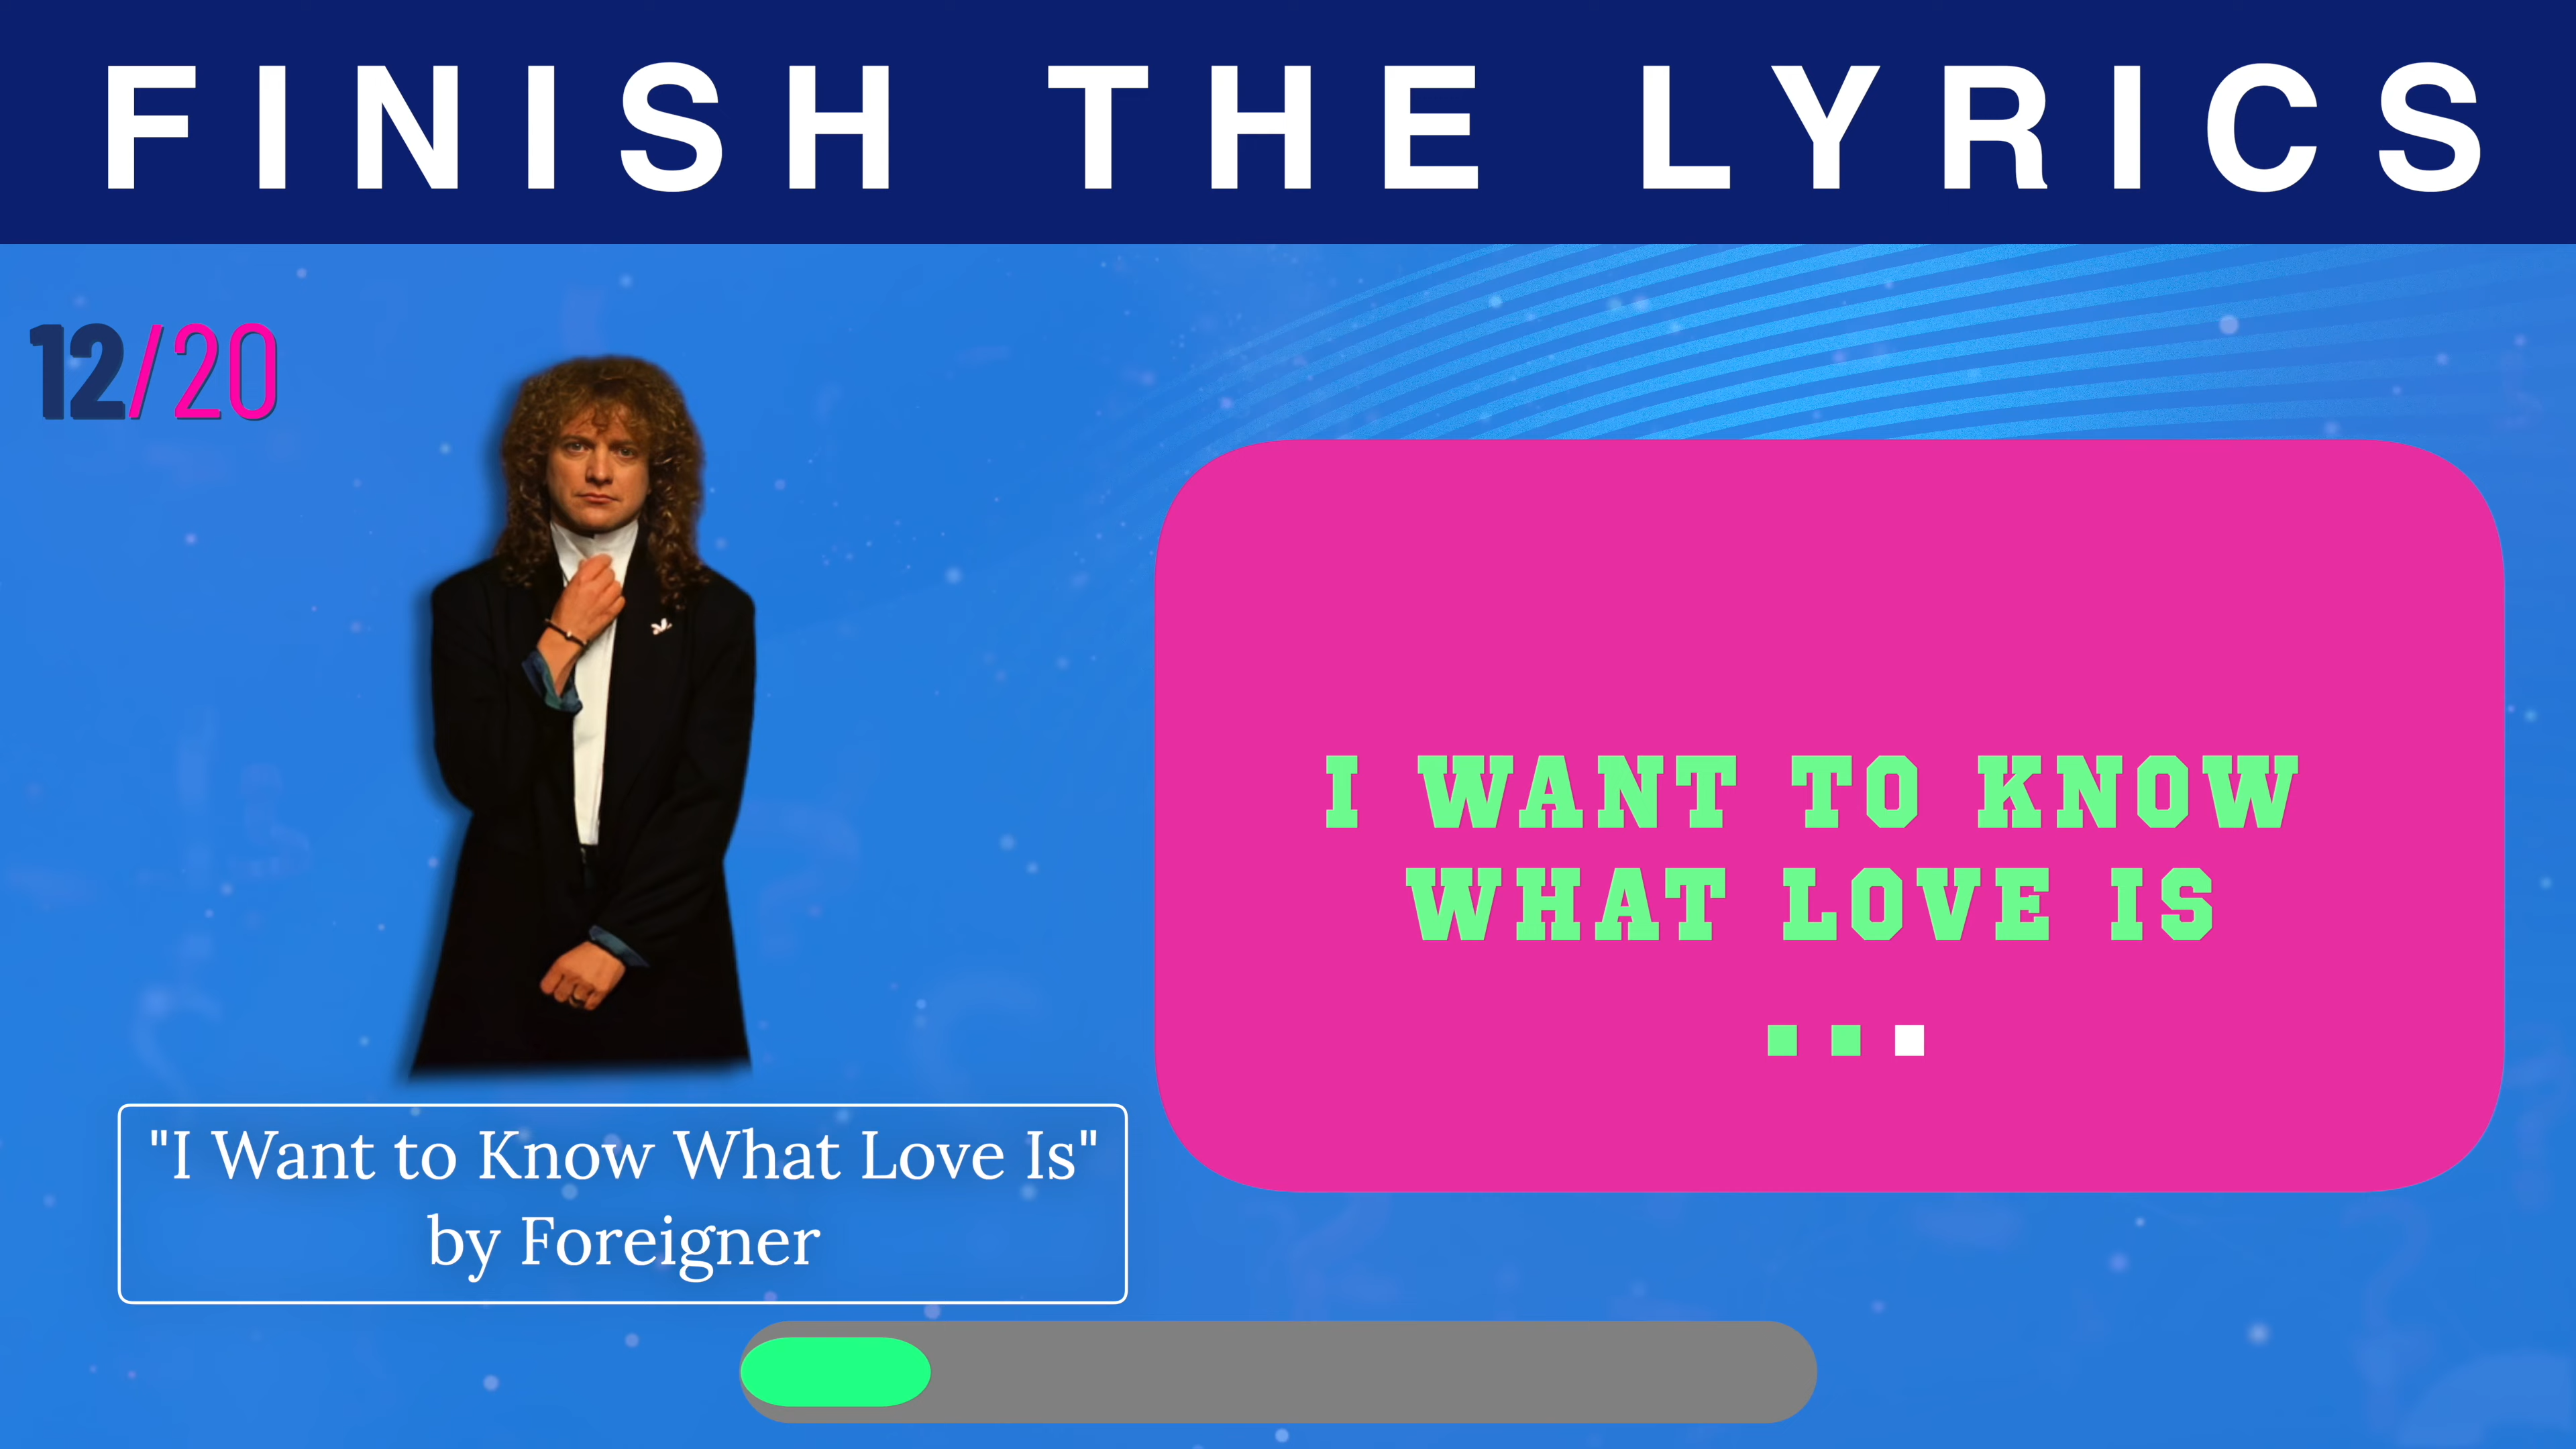 FINISH THE LYRICS
12/20
I WANT TO KNOW
WHAT LOVE IS
...
"I Want to Know What Love Is"
by Foreigner